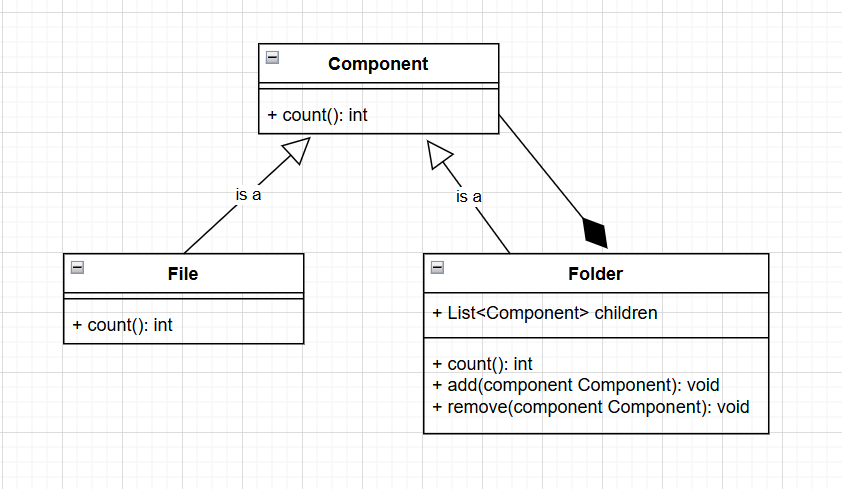 Component
+ count(): int
is a
is a
File
+ count(): int
Folder
+ List<Component> children
+ count(): int
+ add(component Component): void
+ remove(component Component): void